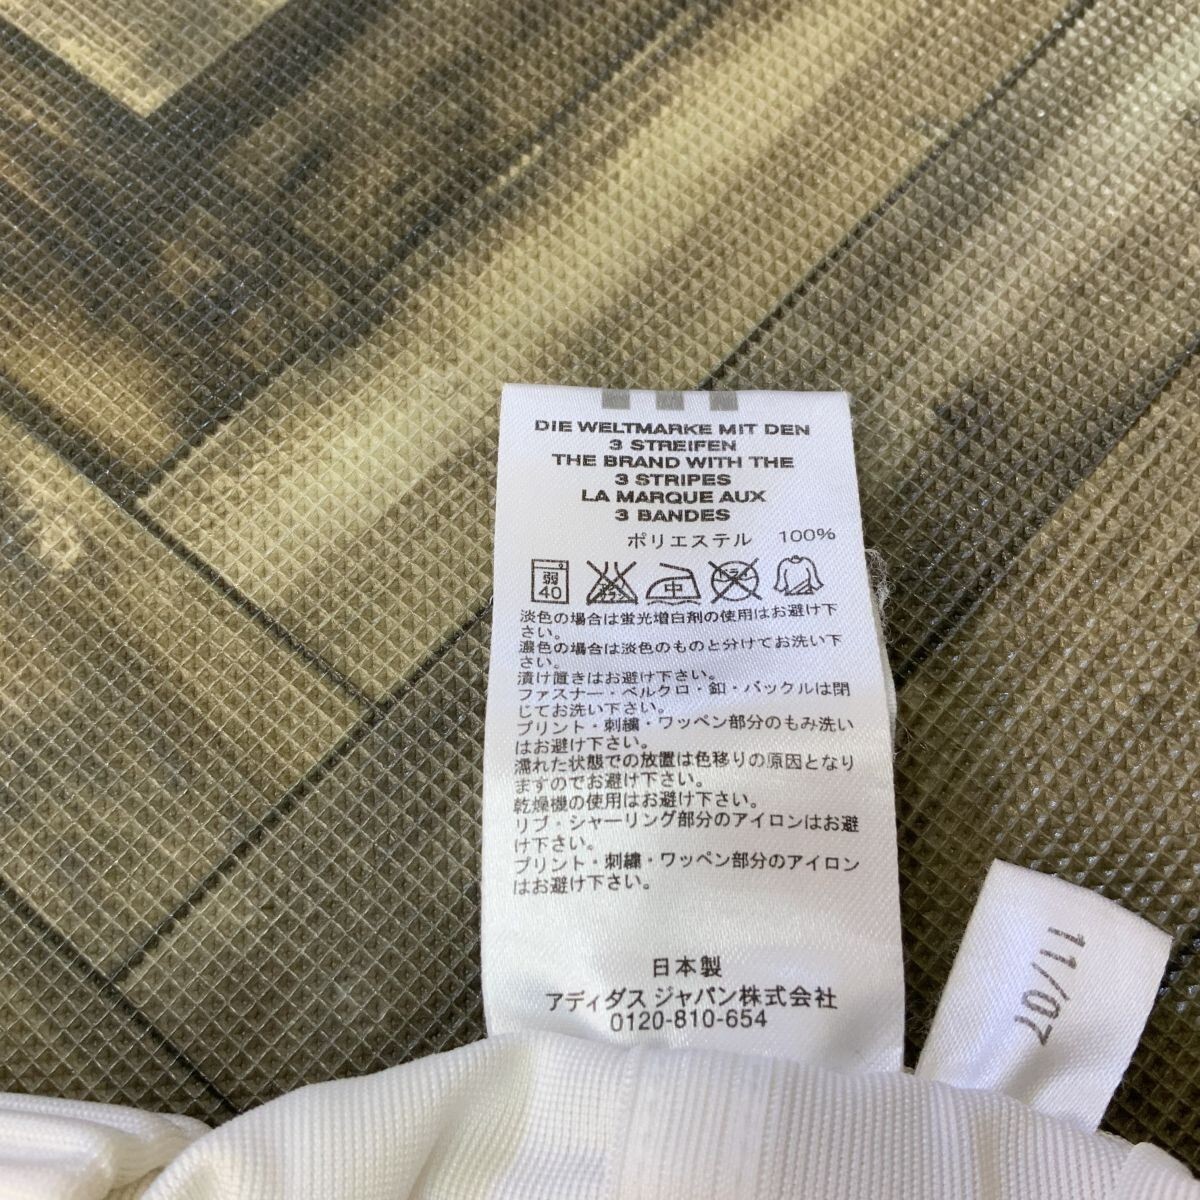 DIE WELTMARKE MIT DEN
3 STREIFEN
THE BRAND WITH THE
3 STRIPES
LA MARQUE AUX
3 BANDES
ポリエステル 100%
弱
40
中
淡色の場合は蛍光増白剤の使用はお避け下
さい。
濃色の場合は淡色のものと分けてお洗い下
さい。
漬け置きはお避け下さい。
ファスナー・ベルクロ・釦・バックルは閉
じてお洗い下さい。
プリント・刺繍・ワッペン部分のもみ洗い
はお避け下さい。
濡れた状態での放置は色移りの原因となり
ますのでお避け下さい。
乾燥機の使用はお避け下さい。
リブ・シャーリング部分のアイロンはお避
け下さい。
プリント・刺繍・ワッペン部分のアイロン
はお避け下さい。
日本製
アディダス ジャパン株式会社
0120-810-654
11/07